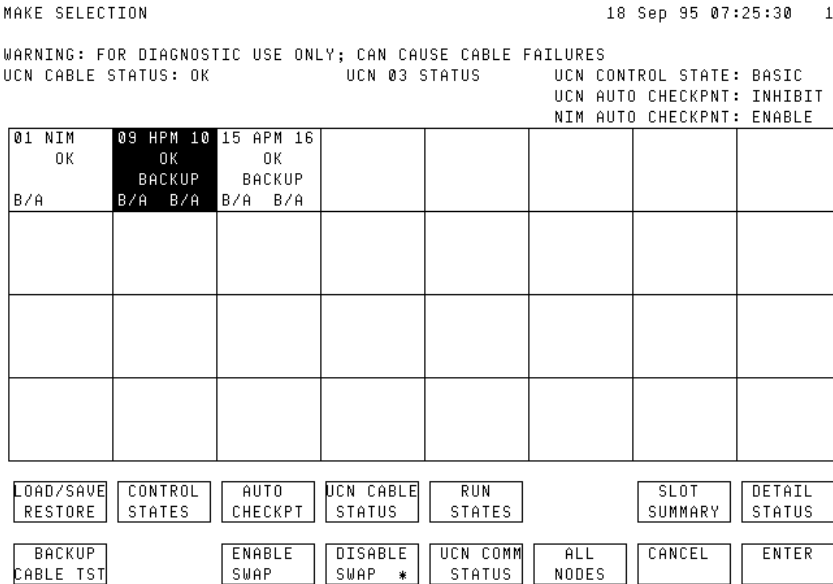 MAKE SELECTION 18 Sep 95 07:25:30 1
WARNING: FOR DIAGNOSTIC USE ONLY; CAN CAUSE CABLE FAILURES
UCN CABLE STATUS: OK UCN 03 STATUS UCN CONTROL STATE: BASIC
UCN AUTO CHECKPNT: INHIBIT
NIM AUTO CHECKPNT: ENABLE
01 NIM 09 HPM 10 15 APM 16
OK OK OK
BACKUP BACKUP
B/A B/A B/A B/A B/A
LOAD/SAVE CONTROL AUTO UCN CABLE RUN SLOT DETAIL
RESTORE STATES CHECKPT STATUS STATES SUMMARY STATUS
BACKUP ENABLE DISABLE UCN COMM ALL CANCEL ENTER
CABLE TST SWAP SWAP * STATUS NODES